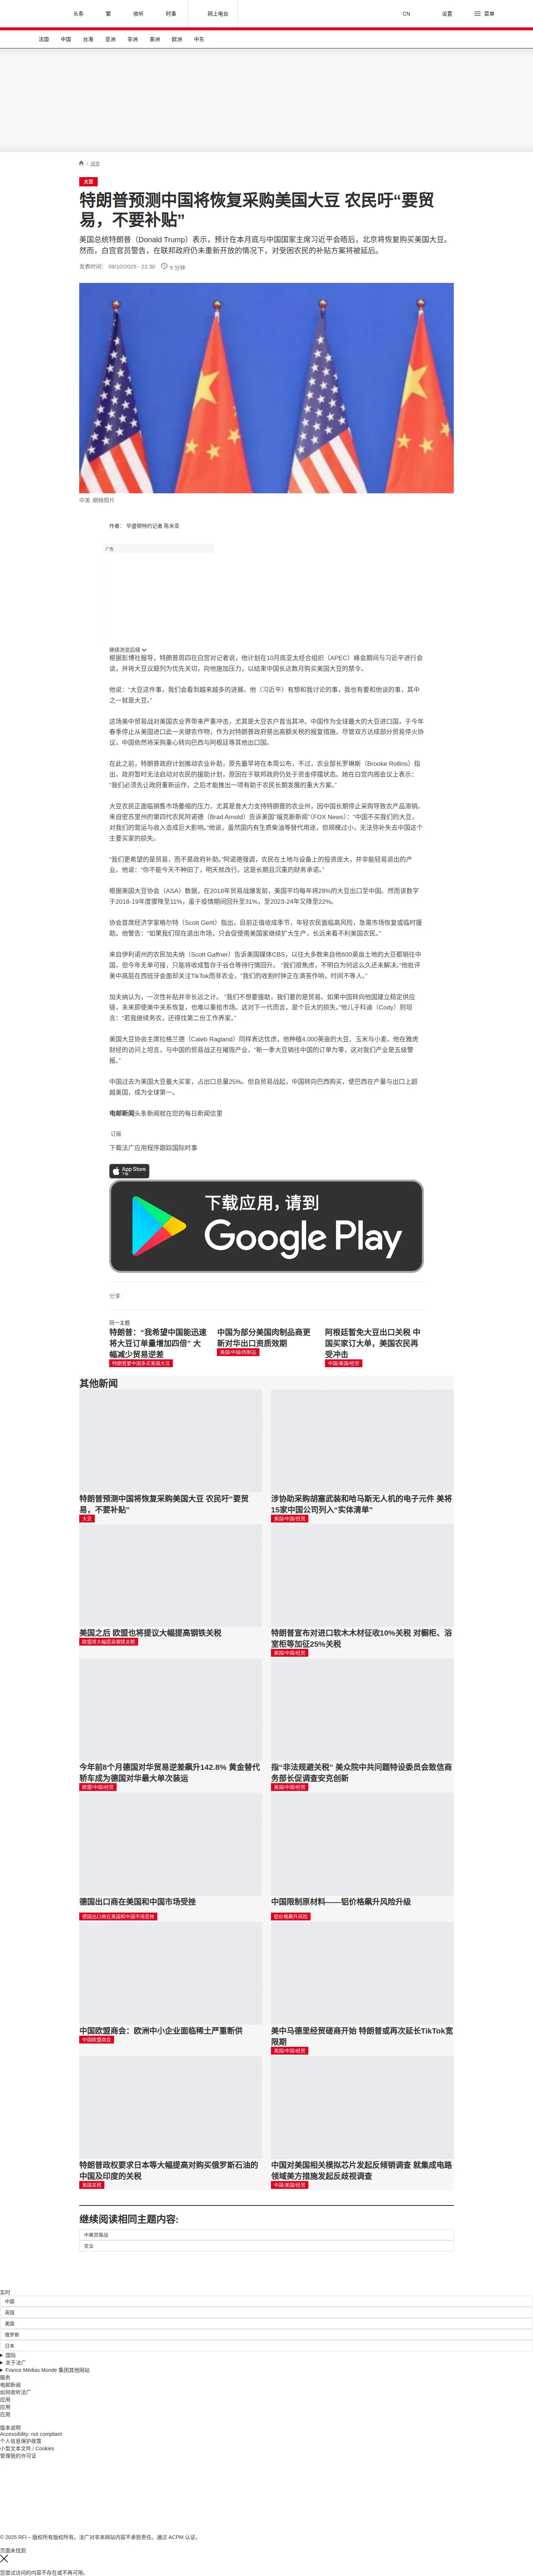 头条
繁
收听
时事
网上电台
CN
设置
菜单
法国
中国
台海
亚洲
非洲
美洲
欧洲
中东
/ 经贸
大豆
特朗普预测中国将恢复采购美国大豆 农民吁“要贸
易，不要补贴”
美国总统特朗普（Donald Trump）表示，预计在本月底与中国国家主席习近平会晤后，北京将恢复购买美国大豆。
然而，白宫官员警告，在联邦政府仍未重新开放的情况下，对受困农民的补贴方案将被延后。
发表时间： 09/10/2025 - 22:30
9 分钟
中美 網絡照片
作者： 华盛顿特约记者 陈米亚
广告
继续浏览后续
根据彭博社报导，特朗普周四在白宫对记者说，他计划在10月底亚太经合组织（APEC）峰会期间与习近平进行会
谈，并将大豆议题列为优先关切，向他施加压力，以结束中国长达数月购买美国大豆的禁令。
他说：“大豆这件事，我们会看到越来越多的进展。他（习近平）有想和我讨论的事，我也有要和他谈的事，其中
之一就是大豆。”
这场美中贸易战对美国农业界带来严重冲击，尤其是大豆农户首当其冲。中国作为全球最大的大豆进口国，于今年
春季停止从美国进口此一关键农作物，作为对特朗普政府祭出高额关税的报复措施。尽管双方达成部分贸易停火协
议，中国依然将采购重心转向巴西与阿根廷等其他出口国。
在此之前，特朗普政府计划推动农业补助，原先最早将在本周公布。不过，农业部长罗琳斯（Brooke Rollins）指
出，政府暂时无法启动对农民的援助计划，原因在于联邦政府仍处于资金停摆状态。她在白宫内阁会议上表示：
“我们必须先让政府重新运作，之后才能推出一项有助于农民长期发展的重大方案。”
大豆农民正面临销售市场萎缩的压力，尤其是曾大力支持特朗普的农业州，因中国长期停止采购导致农产品滞销。
来自密苏里州的第四代农民阿诺德（Brad Arnold）告诉美国“福克斯新闻”（FOX News）：“中国不买我们的大豆，
对我们的营运与收入造成巨大影响。”他说，虽然国内有生质柴油等替代用途，但规模过小，无法弥补失去中国这个
主要买家的损失。
“我们更希望的是贸易，而不是政府补助。”阿诺德强调，农民在土地与设备上的投资庞大，并非能轻易退出的产
业。他说：“你不能今天不种田了，明天就改行。这是长期且沉重的财务承诺。”
根据美国大豆协会（ASA）数据，在2018年贸易战爆发前，美国平均每年将28%的大豆出口至中国。然而该数字
于2018-19年度骤降至11%，虽于疫情期间回升至31%，至2023-24年又降至22%。
协会首席经济学家格尔特（Scott Gerlt）指出，目前正值收成季节，年轻农民面临高风险，急需市场恢复或临时援
助。他警告：“如果我们现在退出市场，只会促使南美国家继续扩大生产，长远来看不利美国农民。”
来自伊利诺州的农民加夫纳（Scott Gaffner）告诉美国媒体CBS，以往大多数来自他600英亩土地的大豆都销往中
国，但今年无单可接，只能将收成暂存于谷仓等待行情回升。 “我们很焦虑，不明白为何这么久还未解决。”他批评
美中高层在西班牙会面却关注TikTok而非农业，“我们的收割时钟正在滴答作响，时间不等人。”
加夫纳认为，一次性补贴并非长远之计。 “我们不想要援助，我们要的是贸易。如果中国转向他国建立稳定供应
链，未来即使美中关系恢复，也难以重拾市场。这对下一代而言，是个巨大的损失。”他儿子科迪（Cody）则坦
言：“若我继续务农，还得找第二份工作养家。”
美国大豆协会主席拉格兰德（Caleb Ragland）同样表达忧虑，他种植4,000英亩的大豆、玉米与小麦。他在雅虎
财经的访问上坦言，与中国的贸易战正在摧毁产业，“新一季大豆销往中国的订单为零，这对我们产业是五级警
报。”
中国过去为美国大豆最大买家，占出口总量25%。但自贸易战起，中国转向巴西购买，使巴西在产量与出口上超
越美国，成为全球第一。
电邮新闻头条新闻就在您的每日新闻信里
订阅
下载法广应用程序跟踪国际时事
App Store
下载应用，请到
Google Play
分享 :
同一主题
特朗普：“我希望中国能迅速
将大豆订单量增加四倍” 大
幅减少贸易逆差
特朗普要中国多买美国大豆
中国为部分美国肉制品商更
新对华出口资质效期
美国/中国/肉制品
阿根廷暂免大豆出口关税 中
国买家订大单，美国农民再
受冲击
中国/美国/经贸
其他新闻
特朗普预测中国将恢复采购美国大豆 农民吁“要贸
易，不要补贴”
大豆
涉协助采购胡塞武装和哈马斯无人机的电子元件 美将
15家中国公司列入“实体清单”
美国/中国/经贸
美国之后 欧盟也将提议大幅提高钢铁关税
欧盟将大幅提高钢铁关税
特朗普宣布对进口软木木材征收10%关税 对橱柜、浴
室柜等加征25%关税
美国/中国/经贸
今年前8个月德国对华贸易逆差飙升142.8% 黄金替代
轿车成为德国对华最大单次装运
欧盟/中国/经贸
指“非法规避关税” 美众院中共问题特设委员会致信商
务部长促调查安克创新
美国/中国/经贸
德国出口商在美国和中国市场受挫
德国出口商在美国和中国市场受挫
中国限制原材料——铝价格飙升风险升级
铝价格飙升风险
中国欧盟商会：欧洲中小企业面临稀土严重断供
中国欧盟商会
美中马德里经贸磋商开始 特朗普或再次延长TikTok宽
限期
美国/中国/经贸
特朗普政权要求日本等大幅提高对购买俄罗斯石油的
中国及印度的关税
美国关税
中国对美国相关模拟芯片发起反倾销调查 就集成电路
领域美方措施发起反歧视调查
中国/美国/经贸
继续阅读相同主题内容:
中美贸易战
农业
实时
中国
英国
美国
俄罗斯
日本
国际
关于法广
France Médias Monde 集团其他网站
服务
电邮新闻
如何收听法广
应用
应用
应用
版本说明
Accessibility: not compliant
个人信息保护政策
小型文本文件 / Cookies
管理我的许可证
© 2025 RFI – 版权所有版权所有。法广对非本网站内容不承担责任。通过 ACPM 认证。
页面未找到
您尝试访问的内容不存在或不再可用。